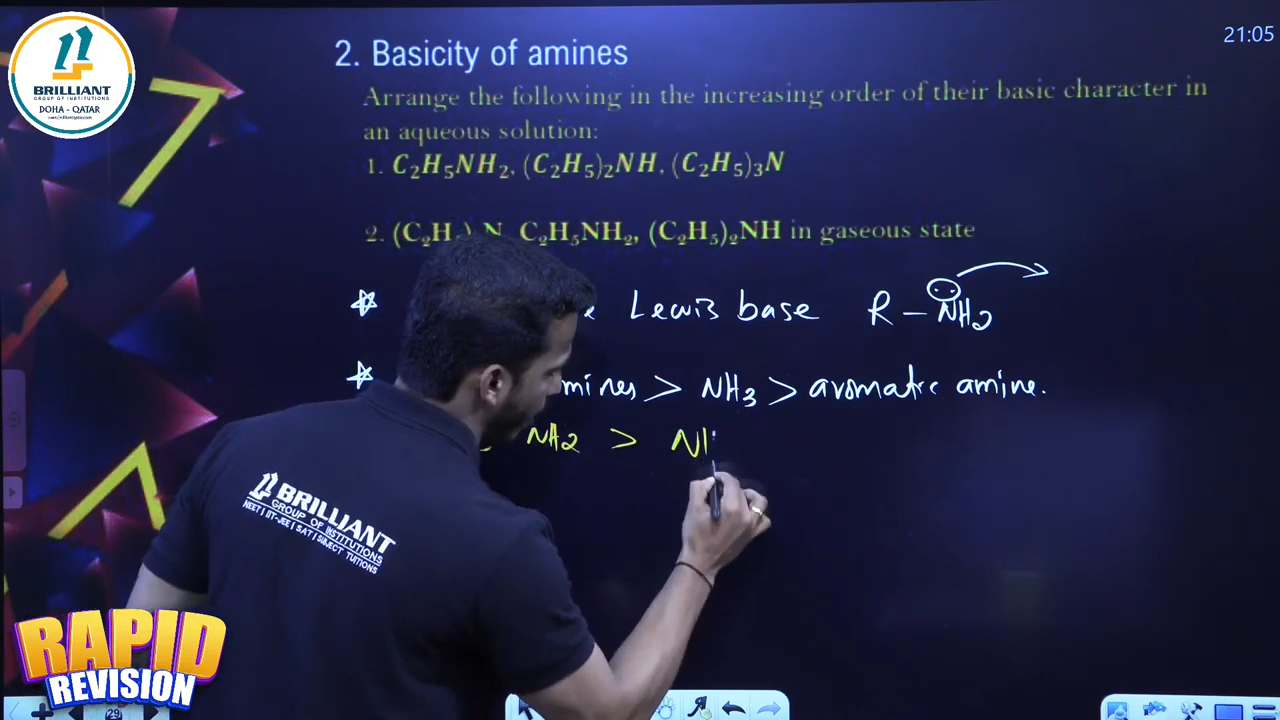 BRILLIANT
GROUP OF INSTITUTIONS
DOHA - QATAR
21:05
2. Basicity of amines
Arrange the following in the increasing order of their basic character in
an aqueous solution:
1. C₂H₅NH₂, (C₂H₅)₂NH, (C₂H₅)₃N
2. (C₂H N, C₂H₅NH₂, (C₂H₅)₂NH in gaseous state
Lewis base R – NH2
mines > NH3 > aromatic amine.
NH2 > N
BRILLIANT
GROUP OF INSTITUTIONS
NEET | IIT-JEE | SAT | SUBJECT TUITIONS
RAPID
REVISION
29